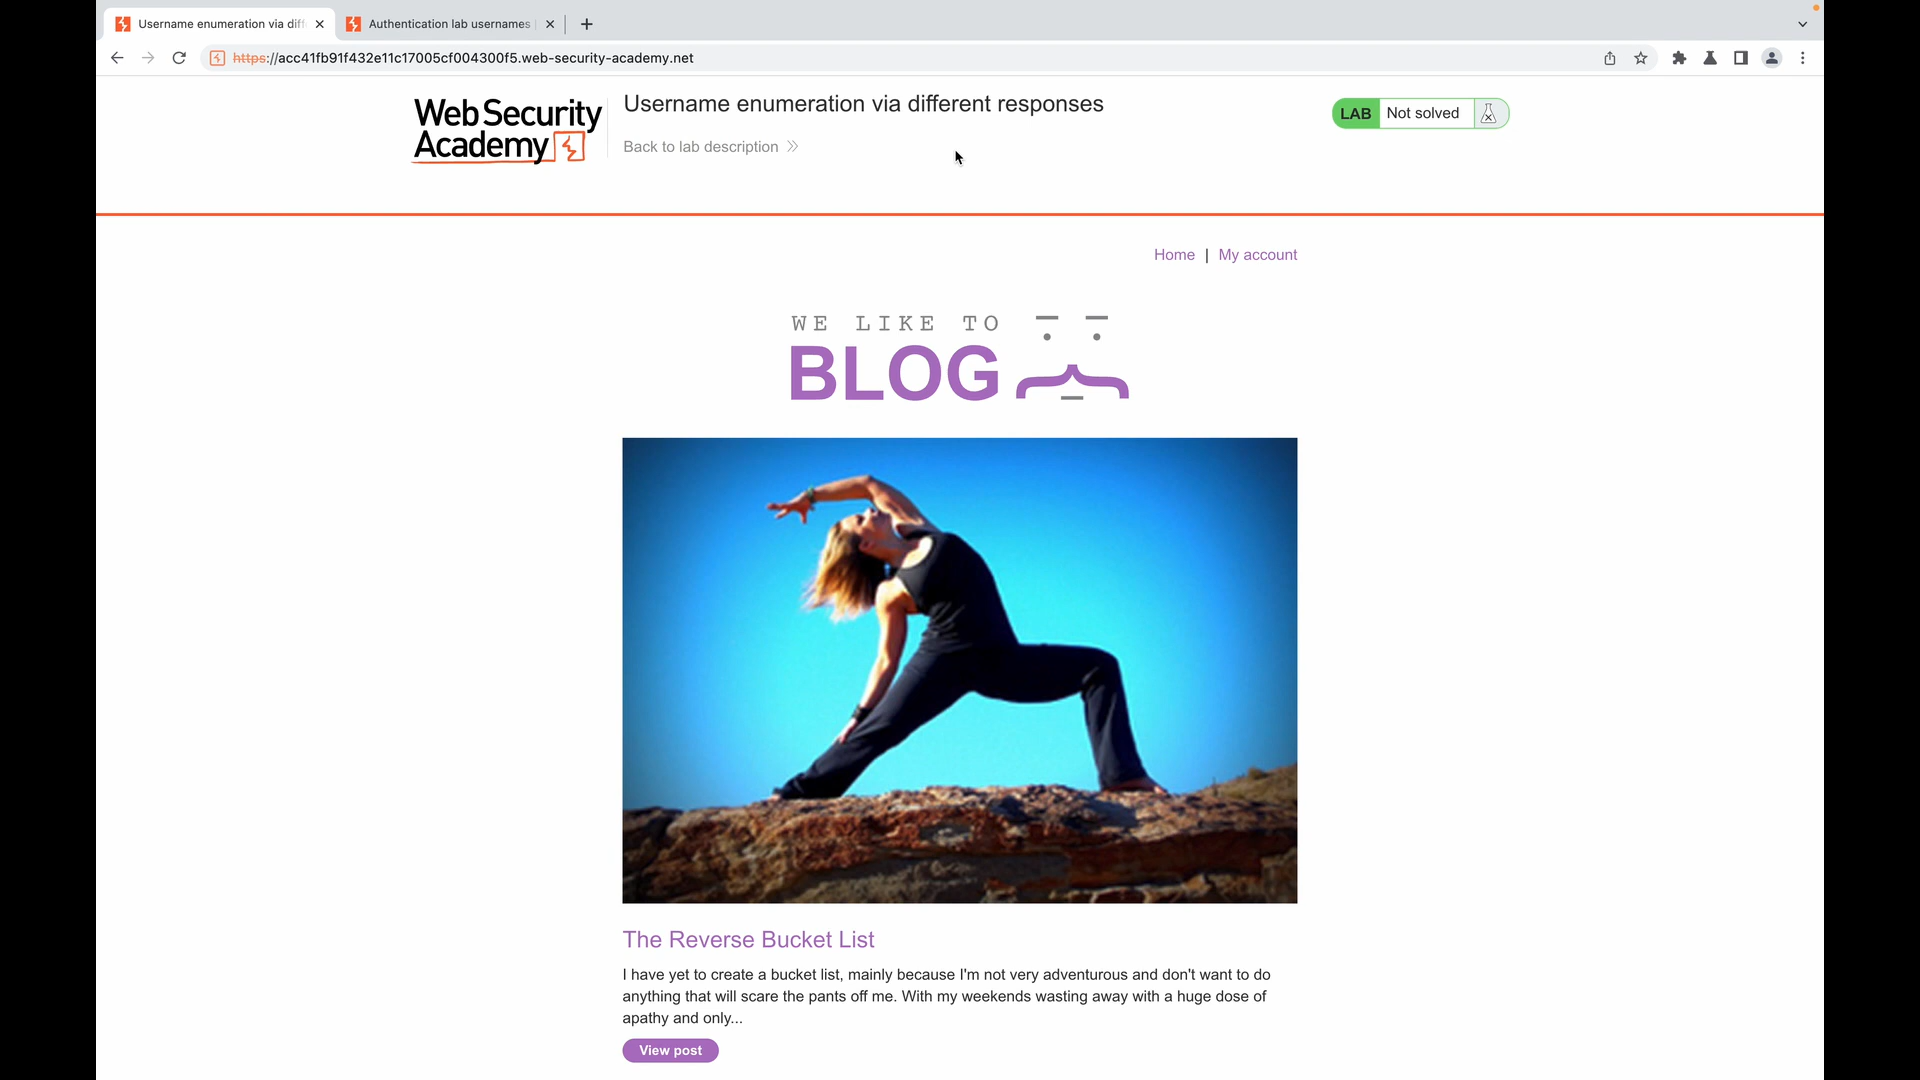 Username enumeration via diff
Authentication lab usernames
https://acc41fb91f432e11c17005cf004300f5.web-security-academy.net
Web Security
Academy
Username enumeration via different responses
Back to lab description
LAB Not solved
Home | My account
WE LIKE TO
BLOG
The Reverse Bucket List
I have yet to create a bucket list, mainly because I'm not very adventurous and don't want to do
anything that will scare the pants off me. With my weekends wasting away with a huge dose of
apathy and only...
View post